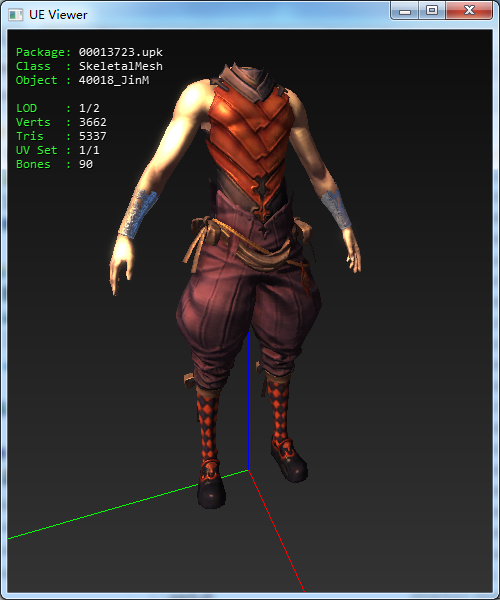 UE Viewer
Package: 00013723.upk
Class : SkeletalMesh
Object : 40018_JinM
LOD : 1/2
Verts : 3662
Tris : 5337
UV Set : 1/1
Bones : 90